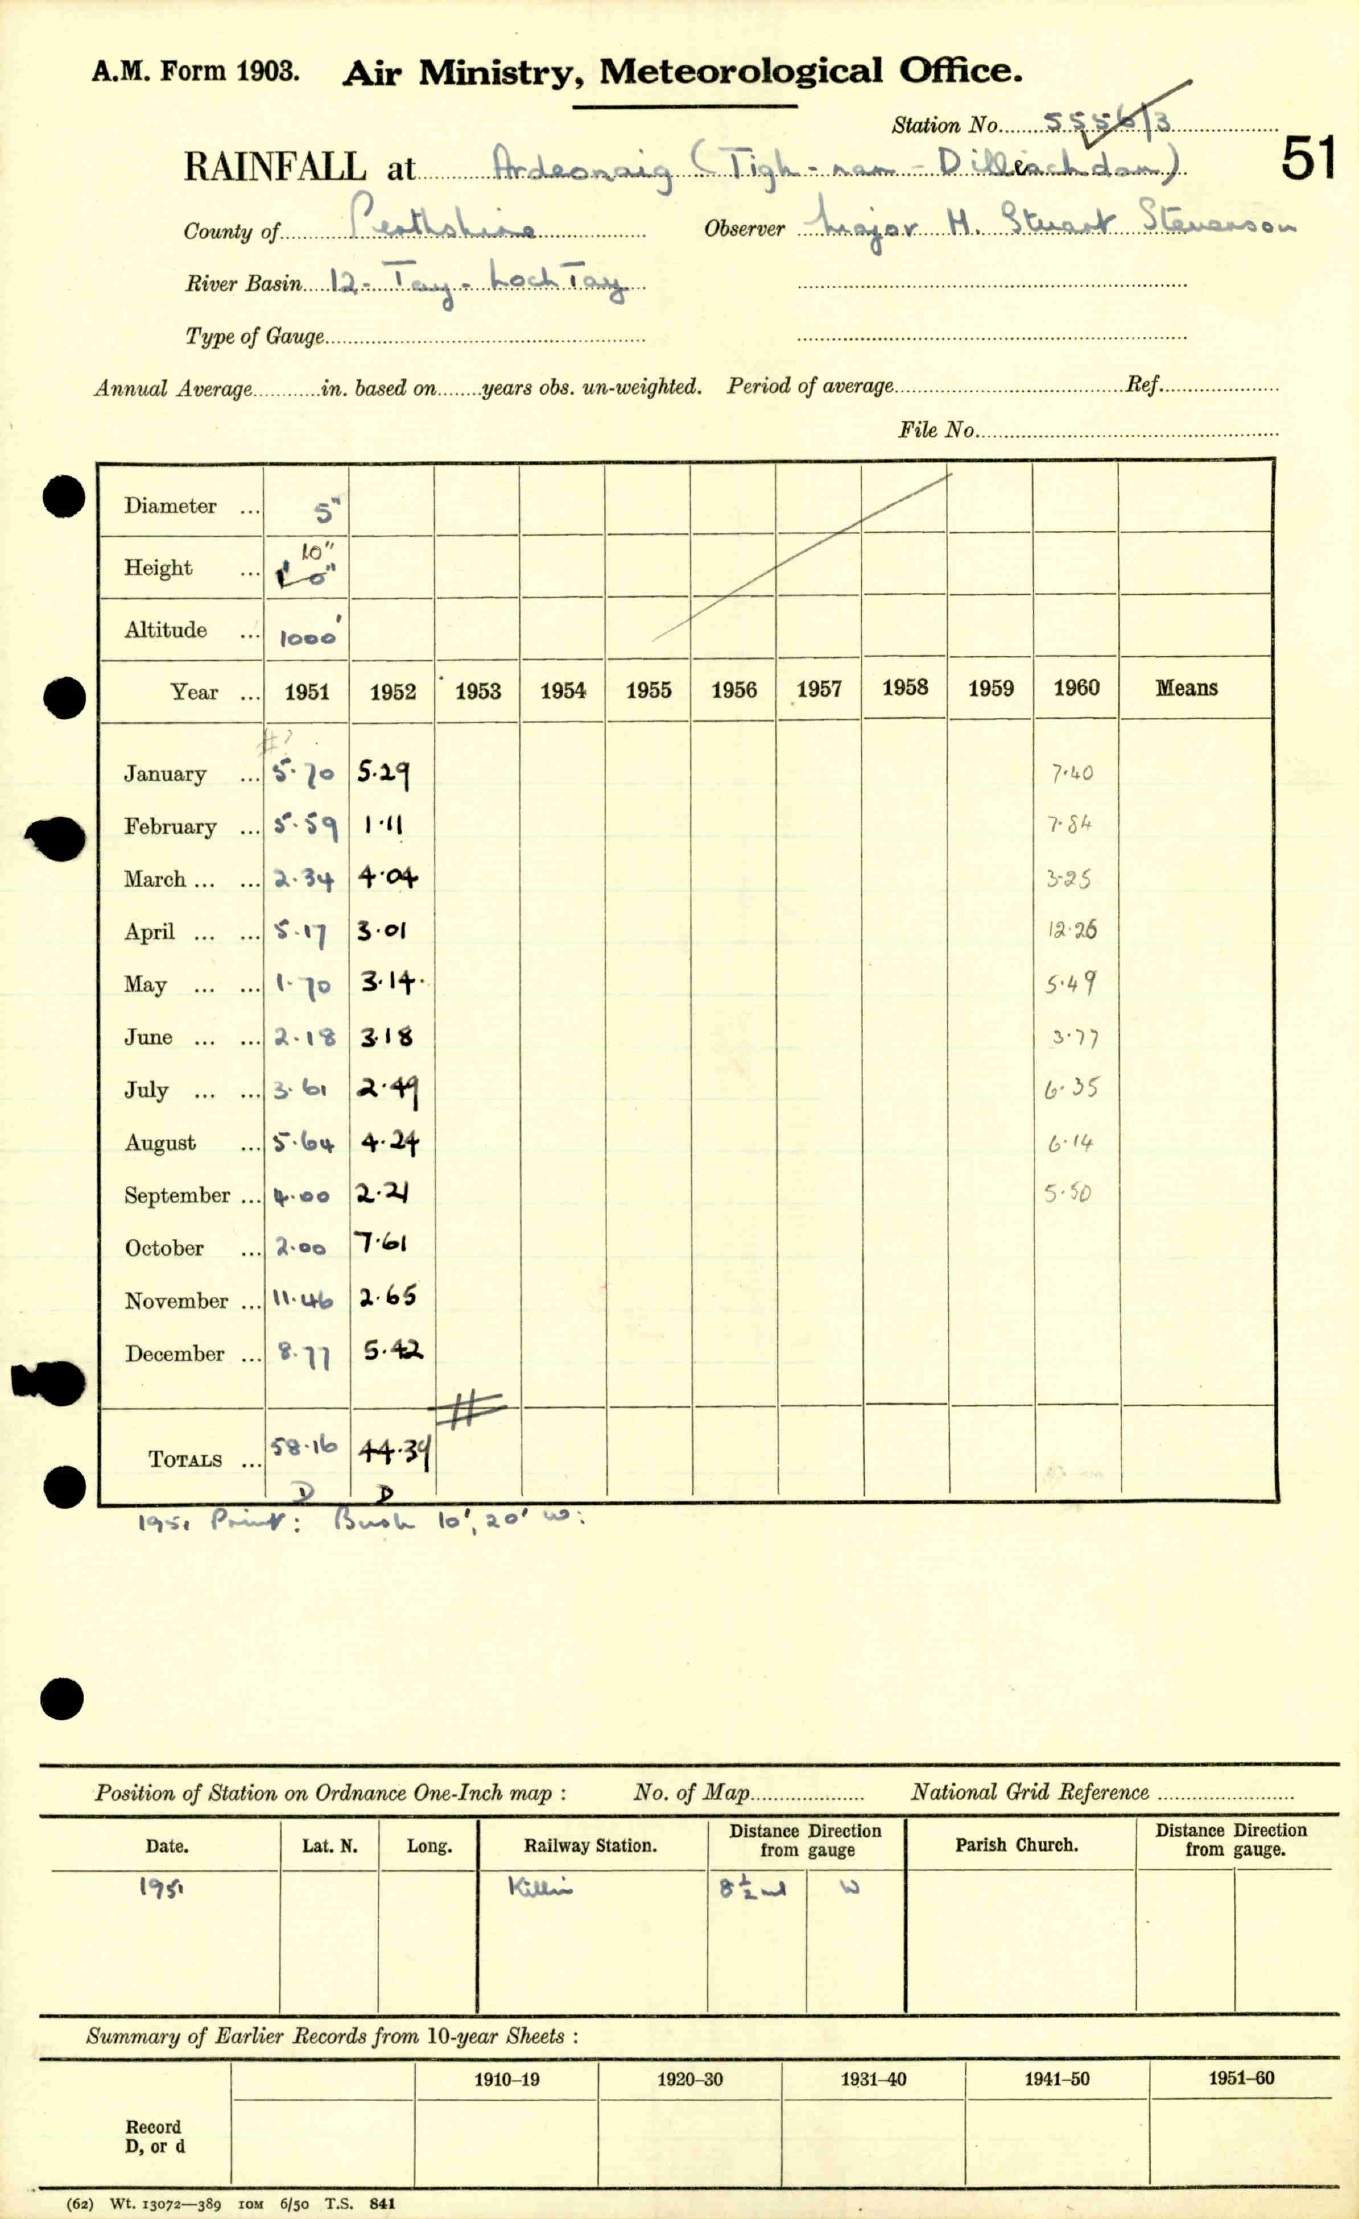 A.M. Form 1903. Air Ministry, Meteorological Office.
Station No. 5556/3
RAINFALL at Ardeonaig (Tigh-nan-Dilleachdan) 51
County of Perthshire Observer Major H. Stuart Stevenson
River Basin 12-Tay-Loch Tay
Type of Gauge
Annual Average in. based on years obs. un-weighted. Period of average Ref.
File No.
Diameter ... 5"
10"
Height ... 1' 0"
Altitude ... 1000'
Year ... 1951 1952 1953 1954 1955 1956 1957 1958 1959 1960 Means
#?
January ... 5.70 5.29 7.40
February ... 5.59 1.11 7.84
March ... ... 2.34 4.04 3.25
April ... ... 5.17 3.01 12.26
May ... ... 1.70 3.14 5.49
June ... ... 2.18 3.18 3.77
July ... ... 3.61 2.49 6.35
August ... 5.64 4.24 6.14
September ... 4.00 2.21 5.50
October ... 2.00 7.61
November ... 11.46 2.65
December ... 8.77 5.42
#
TOTALS ... 58.16 44.39
D D
1951 Print: Bush 10', 20' W:
Position of Station on Ordnance One-Inch map : No. of Map National Grid Reference
Date. Lat. N. Long. Railway Station. Distance Direction from gauge Parish Church. Distance Direction from gauge.
1951 Killin 8½ ml W
Summary of Earlier Records from 10-year Sheets :
1910–19 1920–30 1931–40 1941–50 1951–60
Record
D, or d
(62) Wt. 13072—389 10M 6/50 T.S. 841